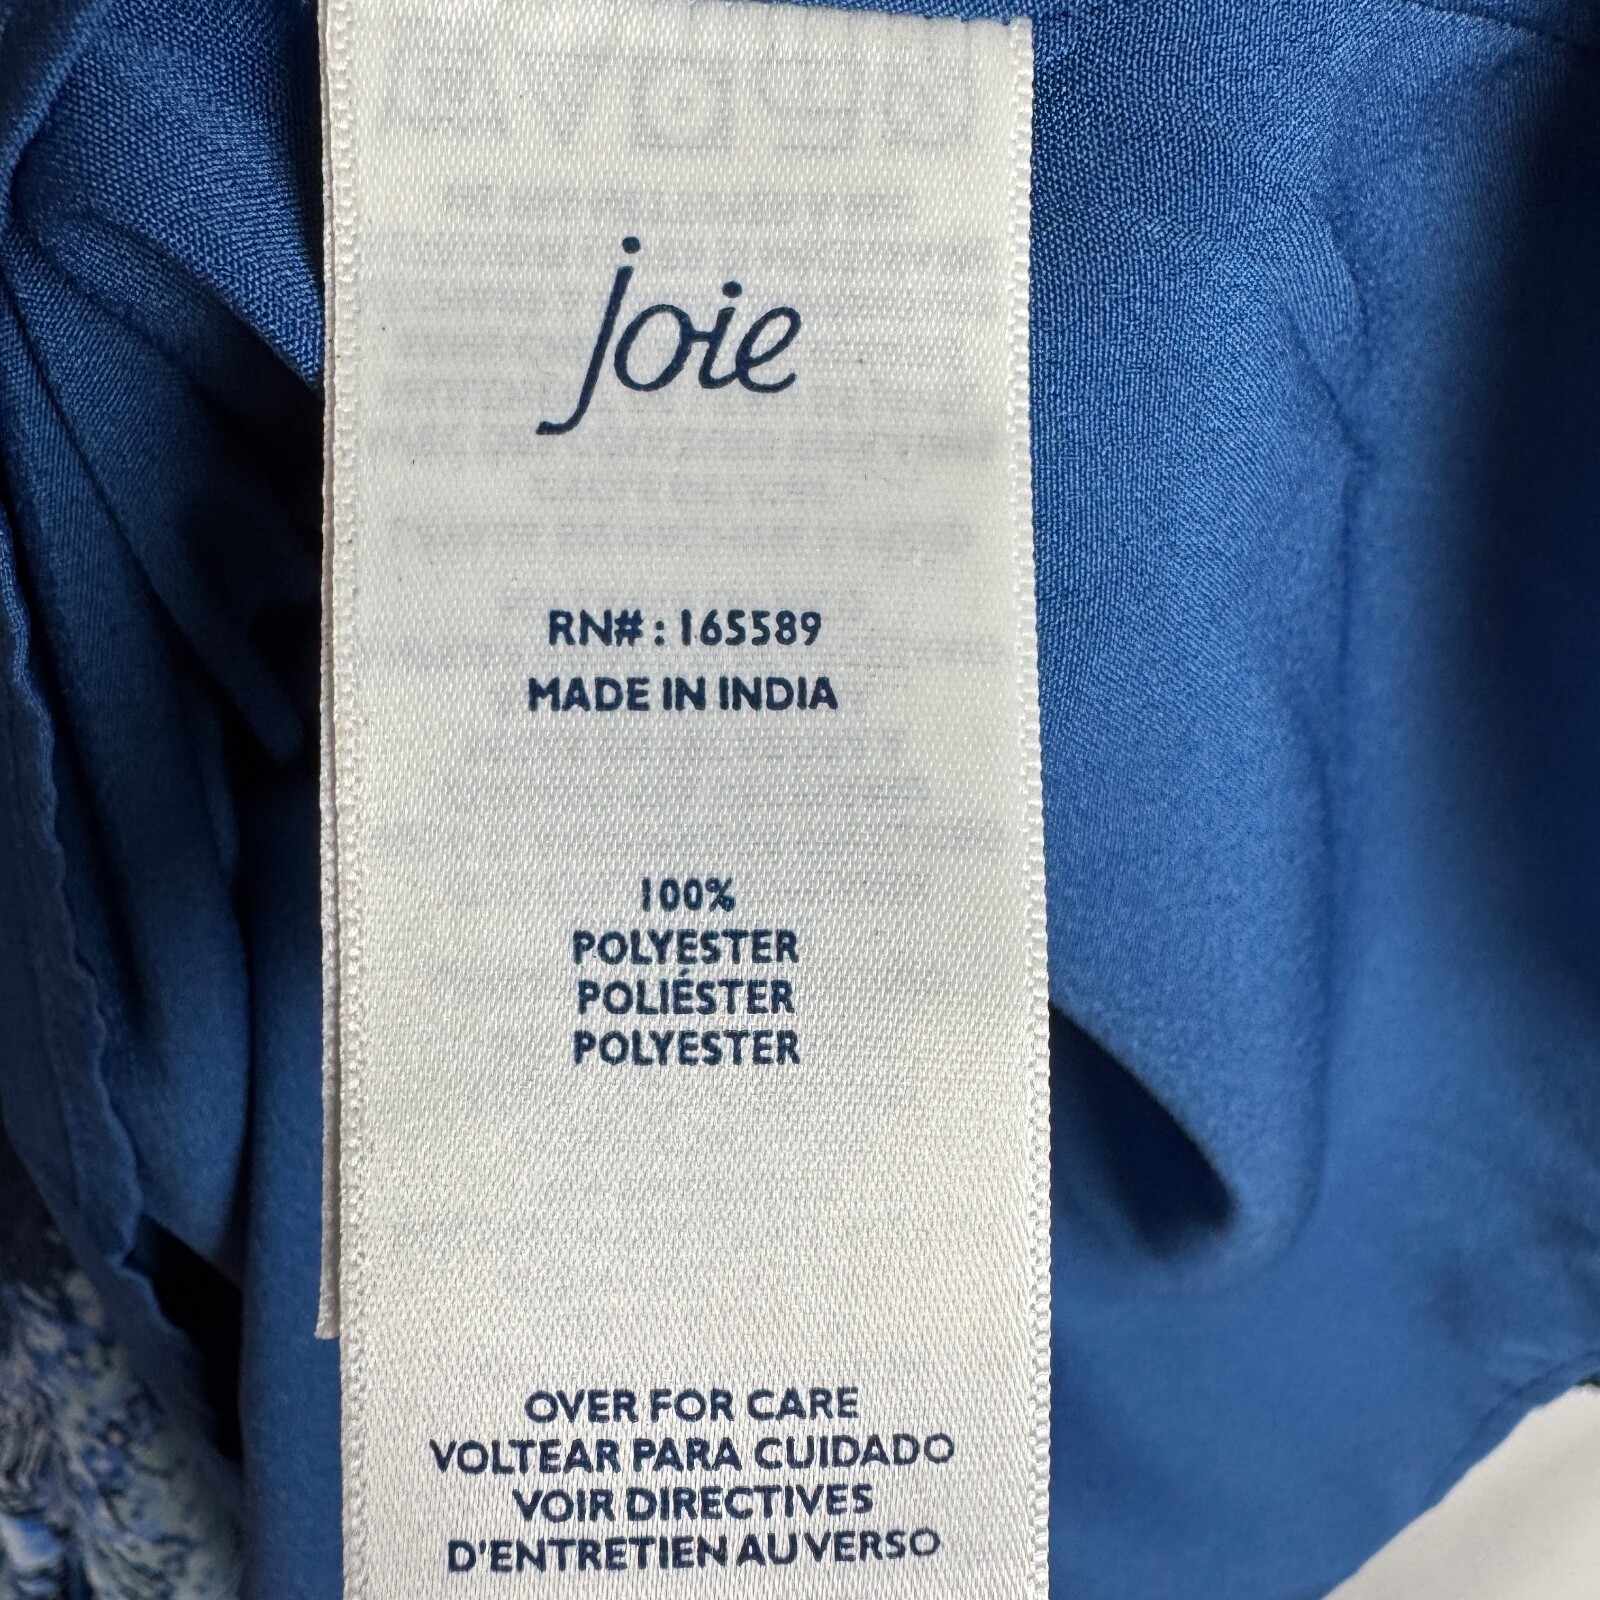 joie
RN#: 165589
MADE IN INDIA
100%
POLYESTER
POLIÉSTER
POLYESTER
OVER FOR CARE
VOLTEAR PARA CUIDADO
VOIR DIRECTIVES
D'ENTRETIEN AU VERSO